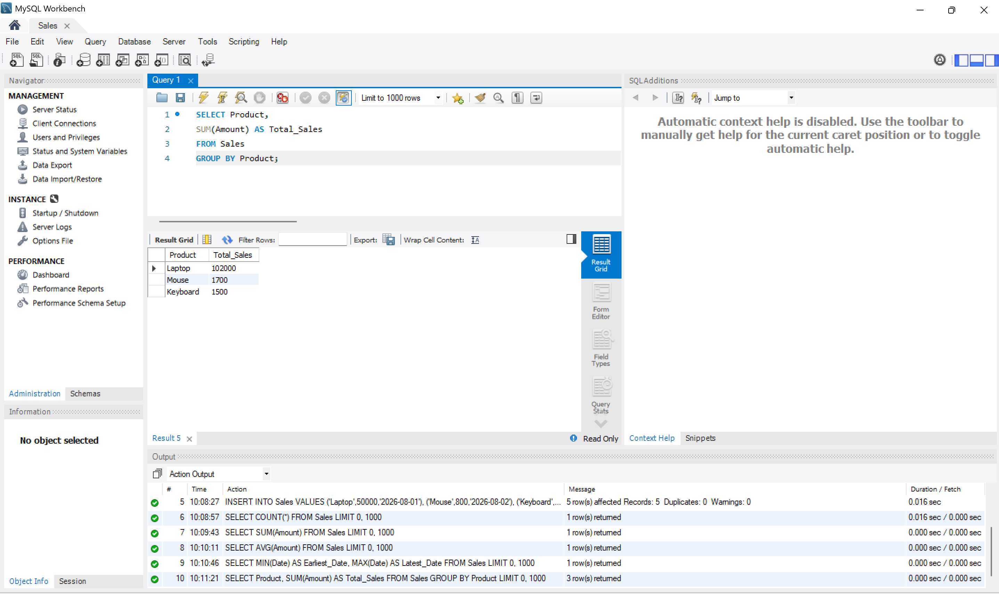 MySQL Workbench
Sales
File Edit View Query Database Server Tools Scripting Help
Navigator
MANAGEMENT
Server Status
Client Connections
Users and Privileges
Status and System Variables
Data Export
Data Import/Restore
INSTANCE
Startup / Shutdown
Server Logs
Options File
PERFORMANCE
Dashboard
Performance Reports
Performance Schema Setup
Administration Schemas
Information
No object selected
Object Info Session
Query 1
Limit to 1000 rows
1 SELECT Product,
2 SUM(Amount) AS Total_Sales
3 FROM Sales
4 GROUP BY Product;
Result Grid Filter Rows: Export: Wrap Cell Content:
Product Total_Sales
Laptop 102000
Mouse 1700
Keyboard 1500
Result
Grid
Form
Editor
Field
Types
Query
Stats
Result 5 Read Only
SQLAdditions
Jump to
Automatic context help is disabled. Use the toolbar to
manually get help for the current caret position or to toggle
automatic help.
Context Help Snippets
Output
Action Output
# Time Action Message Duration / Fetch
5 10:08:27 INSERT INTO Sales VALUES ('Laptop',50000,'2026-08-01'), ('Mouse',800,'2026-08-02'), ('Keyboard',... 5 row(s) affected Records: 5 Duplicates: 0 Warnings: 0 0.016 sec
6 10:08:57 SELECT COUNT(*) FROM Sales LIMIT 0, 1000 1 row(s) returned 0.016 sec / 0.000 sec
7 10:09:43 SELECT SUM(Amount) FROM Sales LIMIT 0, 1000 1 row(s) returned 0.000 sec / 0.000 sec
8 10:10:11 SELECT AVG(Amount) FROM Sales LIMIT 0, 1000 1 row(s) returned 0.000 sec / 0.000 sec
9 10:10:46 SELECT MIN(Date) AS Earliest_Date, MAX(Date) AS Latest_Date FROM Sales LIMIT 0, 1000 1 row(s) returned 0.000 sec / 0.000 sec
10 10:11:21 SELECT Product, SUM(Amount) AS Total_Sales FROM Sales GROUP BY Product LIMIT 0, 1000 3 row(s) returned 0.000 sec / 0.000 sec